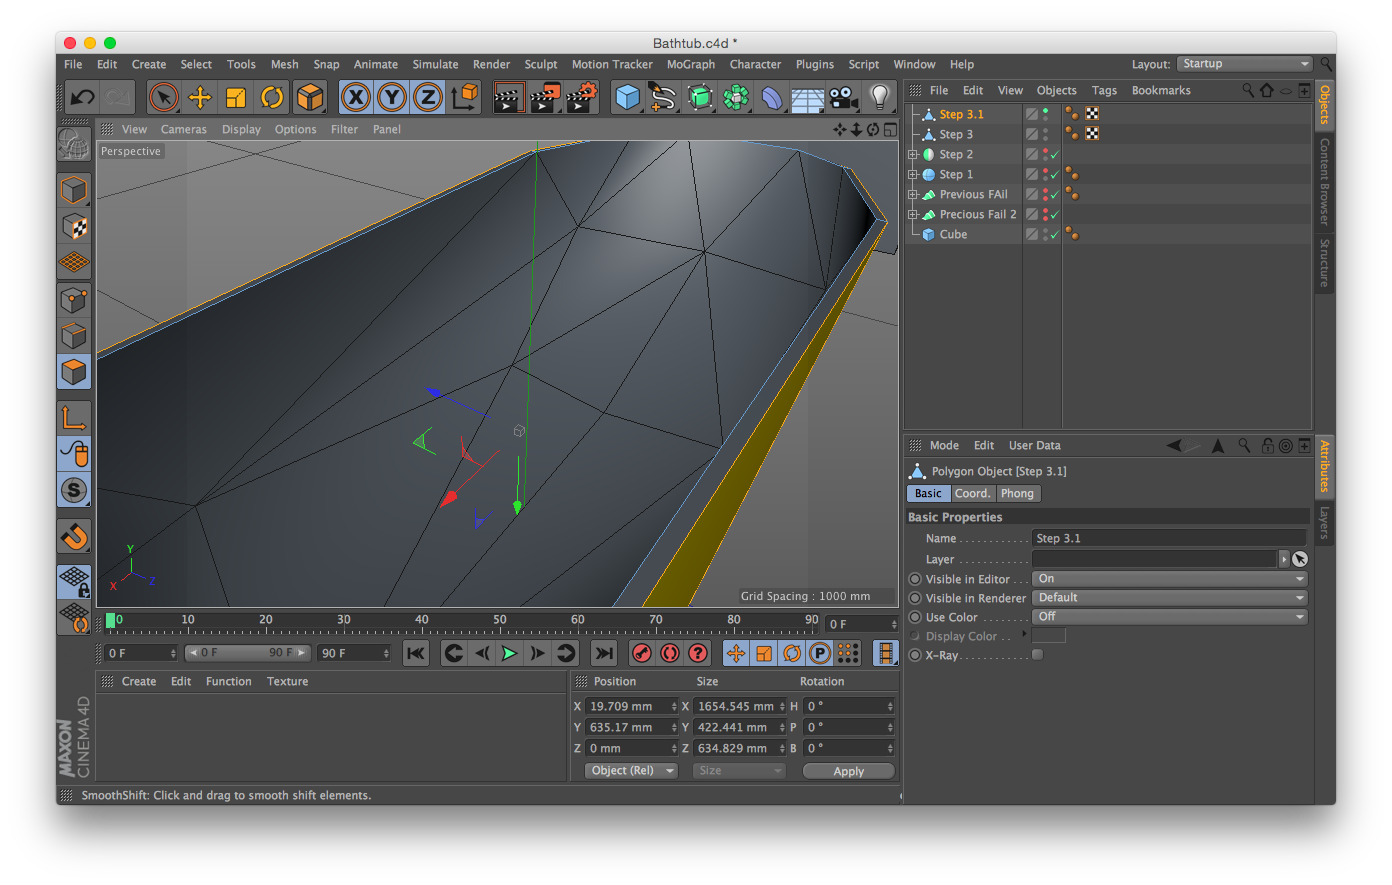 Bathtub.c4d *
File Edit Create Select Tools Mesh Snap Animate Simulate Render Sculpt Motion Tracker MoGraph Character Plugins Script Window Help Layout: Startup
X Y Z
File Edit View Objects Tags Bookmarks
View Cameras Display Options Filter Panel
Perspective
Step 3.1
Step 3
Step 2
Step 1
Previous FAil
Precious Fail 2
Cube
Objects
Content Browser
Structure
S
Y
X Z
Grid Spacing : 1000 mm
Mode Edit User Data
Polygon Object [Step 3.1]
Basic Coord. Phong
Basic Properties
Name Step 3.1
Layer
Visible in Editor On
Visible in Renderer Default
Use Color Off
Display Color
X-Ray
Attributes
Layers
0 10 20 30 40 50 60 70 80 90 0 F
0 F 0 F 90 F 90 F ? P
Create Edit Function Texture
Position Size Rotation
X 19.709 mm X 1654.545 mm H 0 °
Y 635.17 mm Y 422.441 mm P 0 °
Z 0 mm Z 634.829 mm B 0 °
Object (Rel) Size Apply
MAXON
CINEMA 4D
SmoothShift: Click and drag to smooth shift elements.